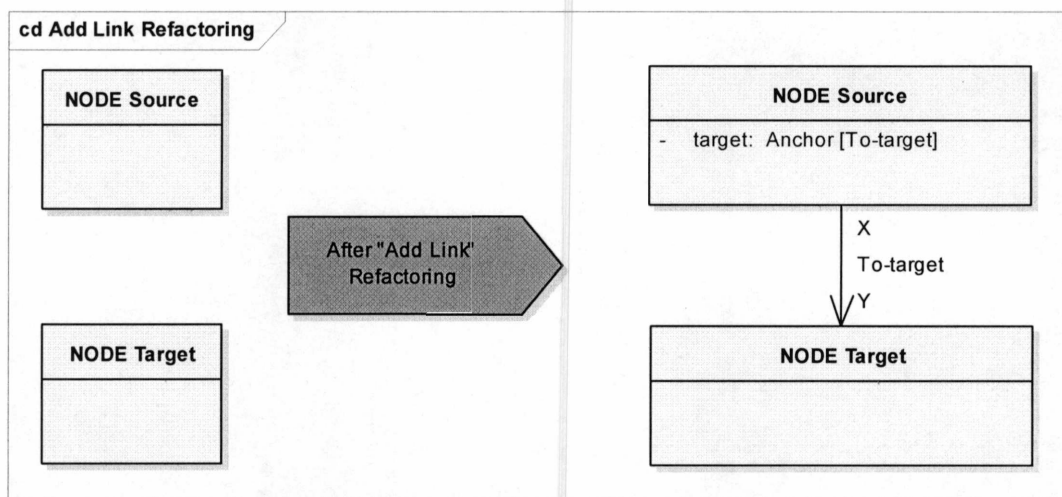 cd Add Link Refactoring
NODE Source
NODE Target
After "Add Link"
Refactoring
NODE Source
- target: Anchor [To-target]
X
To-target
Y
NODE Target